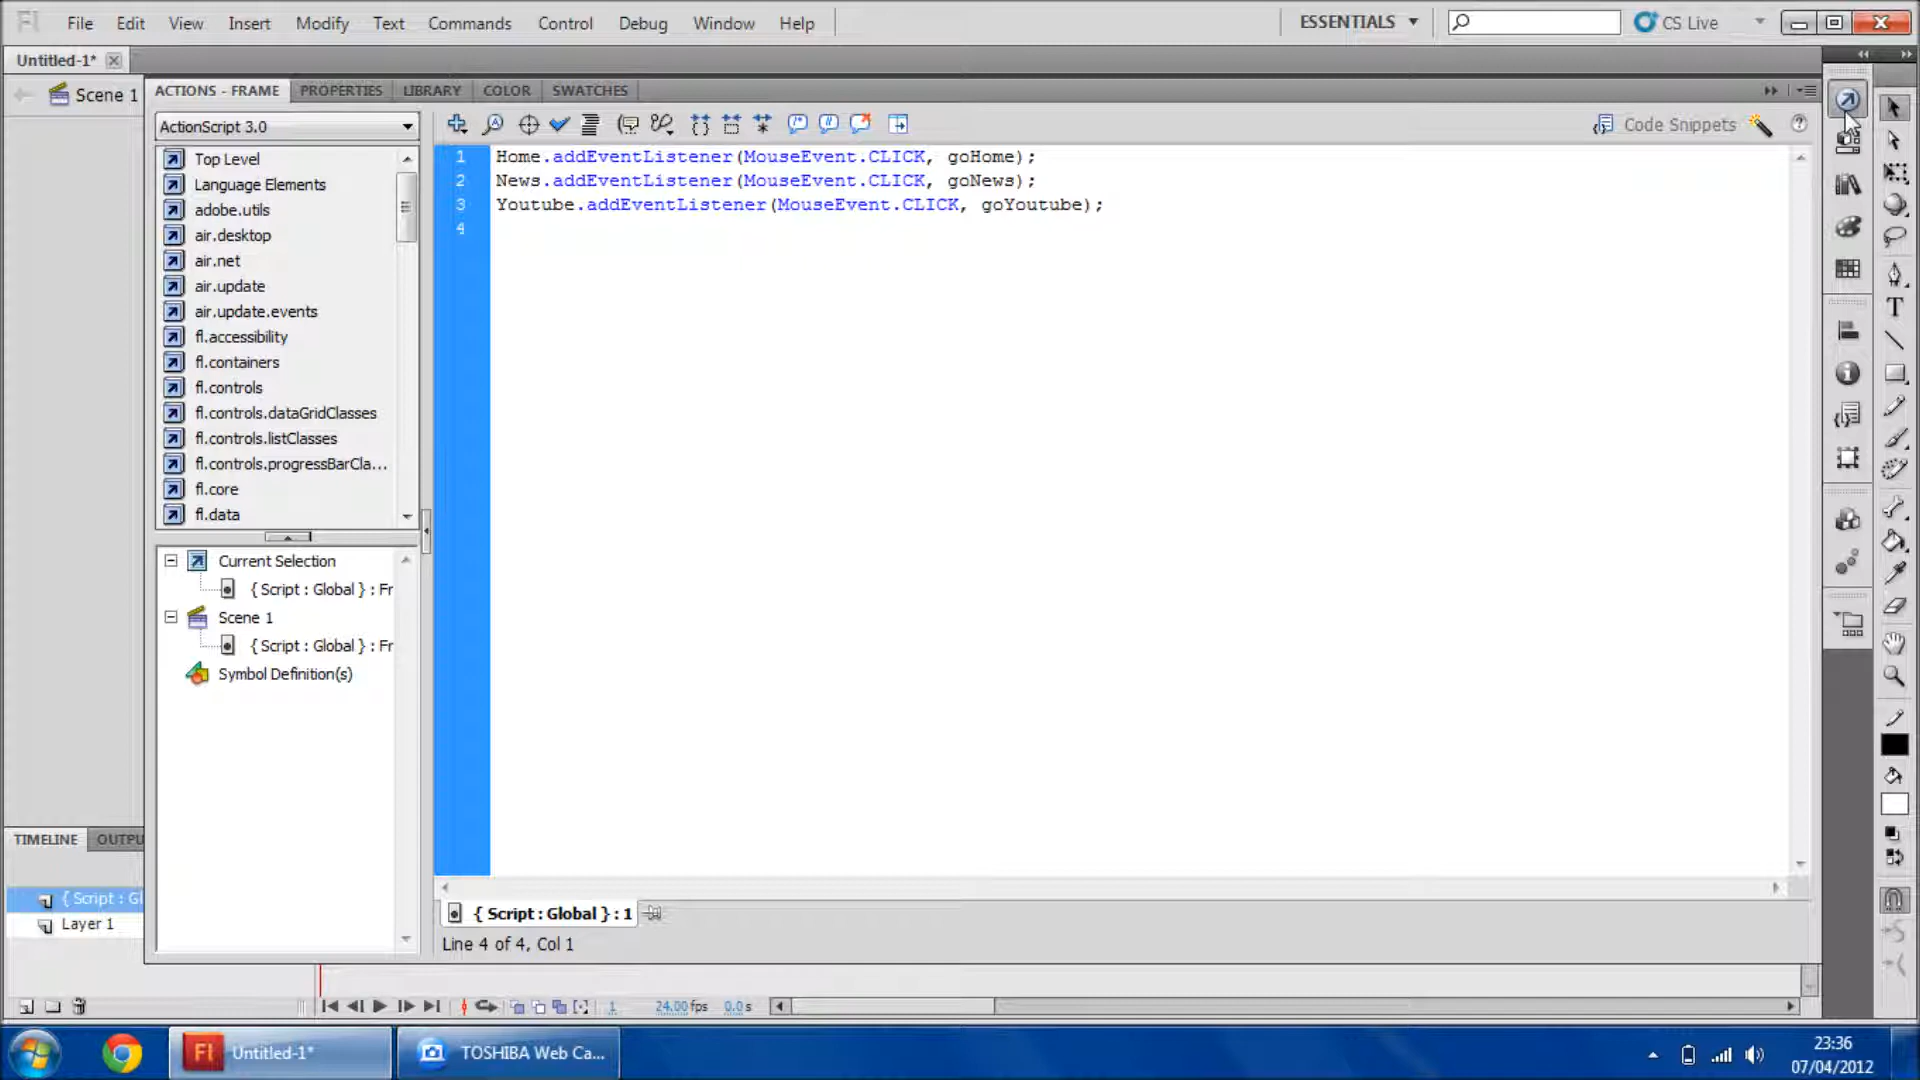 Fl File Edit View Insert Modify Text Commands Control Debug Window Help ESSENTIALS CS Live
Untitled-1*
Scene 1
ACTIONS - FRAME PROPERTIES LIBRARY COLOR SWATCHES
ActionScript 3.0
Code Snippets
Top Level
Language Elements
adobe.utils
air.desktop
air.net
air.update
air.update.events
fl.accessibility
fl.containers
fl.controls
fl.controls.dataGridClasses
fl.controls.listClasses
fl.controls.progressBarCla...
fl.core
fl.data
1 Home.addEventListener(MouseEvent.CLICK, goHome);
2 News.addEventListener(MouseEvent.CLICK, goNews);
3 Youtube.addEventListener(MouseEvent.CLICK, goYoutube);
4
Current Selection
{ Script : Global } : Fr
Scene 1
{ Script : Global } : Fr
Symbol Definition(s)
{ Script : Global } : 1
Line 4 of 4, Col 1
TIMELINE OUTPU
{ Script : Gl
Layer 1
1 24.00 fps 0.0 s
Fl Untitled-1*
TOSHIBA Web Ca...
23:36
07/04/2012